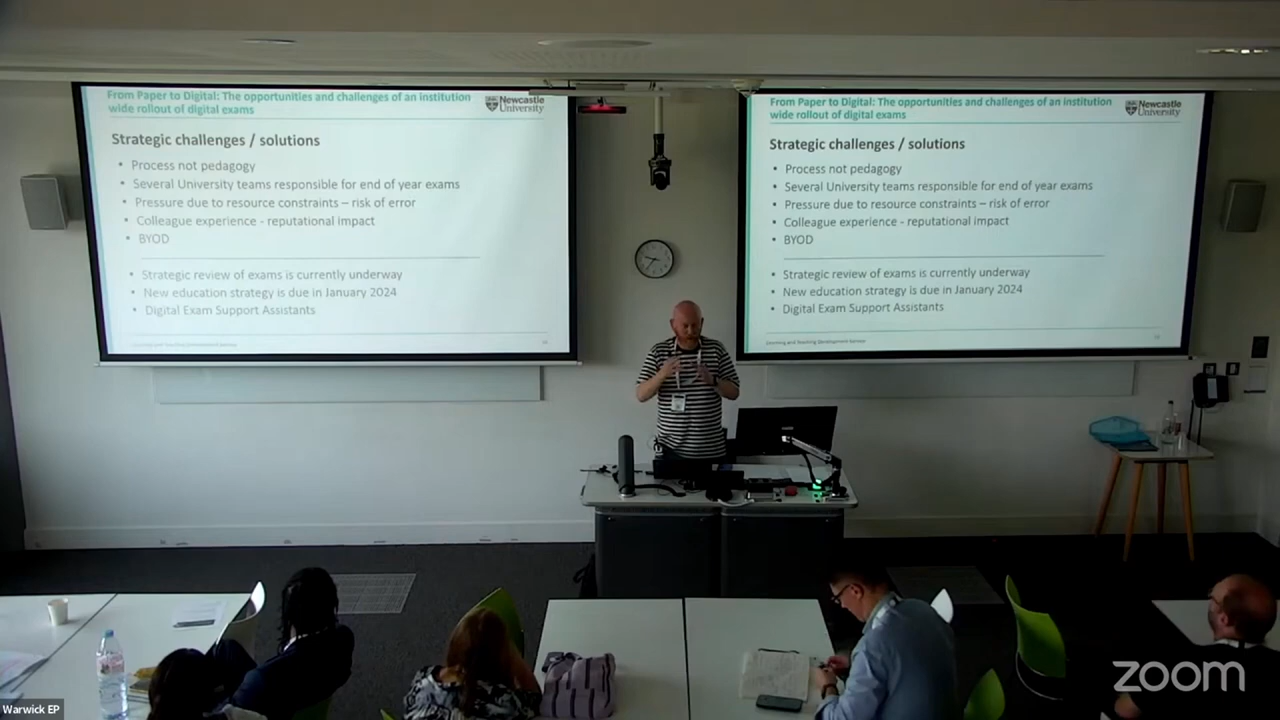 From Paper to Digital: The opportunities and challenges of an institution
wide rollout of digital exams
Newcastle
University
Strategic challenges / solutions
• Process not pedagogy
• Several University teams responsible for end of year exams
• Pressure due to resource constraints – risk of error
• Colleague experience - reputational impact
• BYOD
• Strategic review of exams is currently underway
• New education strategy is due in January 2024
• Digital Exam Support Assistants
From Paper to Digital: The opportunities and challenges of an institution
wide rollout of digital exams
Newcastle
University
Strategic challenges / solutions
• Process not pedagogy
• Several University teams responsible for end of year exams
• Pressure due to resource constraints – risk of error
• Colleague experience - reputational impact
• BYOD
• Strategic review of exams is currently underway
• New education strategy is due in January 2024
• Digital Exam Support Assistants
Learning and Teaching Development Service
zoom
Warwick EP